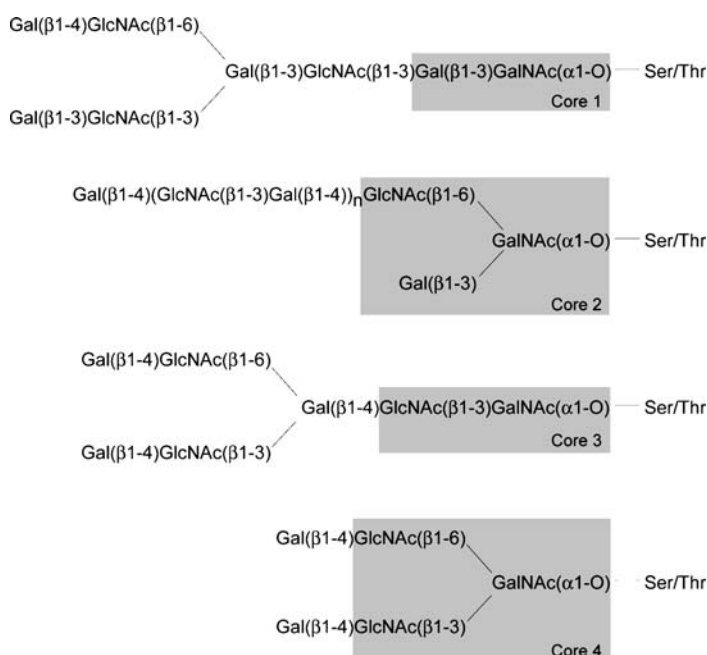 Gal(β1-4)GlcNAc(β1-6)
Gal(β1-3)GlcNAc(β1-3)Gal(β1-3)GalNAc(α1-O) Ser/Thr
Core 1
Gal(β1-3)GlcNAc(β1-3)
Gal(β1-4)(GlcNAc(β1-3)Gal(β1-4))nGlcNAc(β1-6)
GalNAc(α1-O) Ser/Thr
Gal(β1-3)
Core 2
Gal(β1-4)GlcNAc(β1-6)
Gal(β1-4)GlcNAc(β1-3)GalNAc(α1-O) Ser/Thr
Core 3
Gal(β1-4)GlcNAc(β1-3)
Gal(β1-4)GlcNAc(β1-6)
GalNAc(α1-O) Ser/Thr
Gal(β1-4)GlcNAc(β1-3)
Core 4